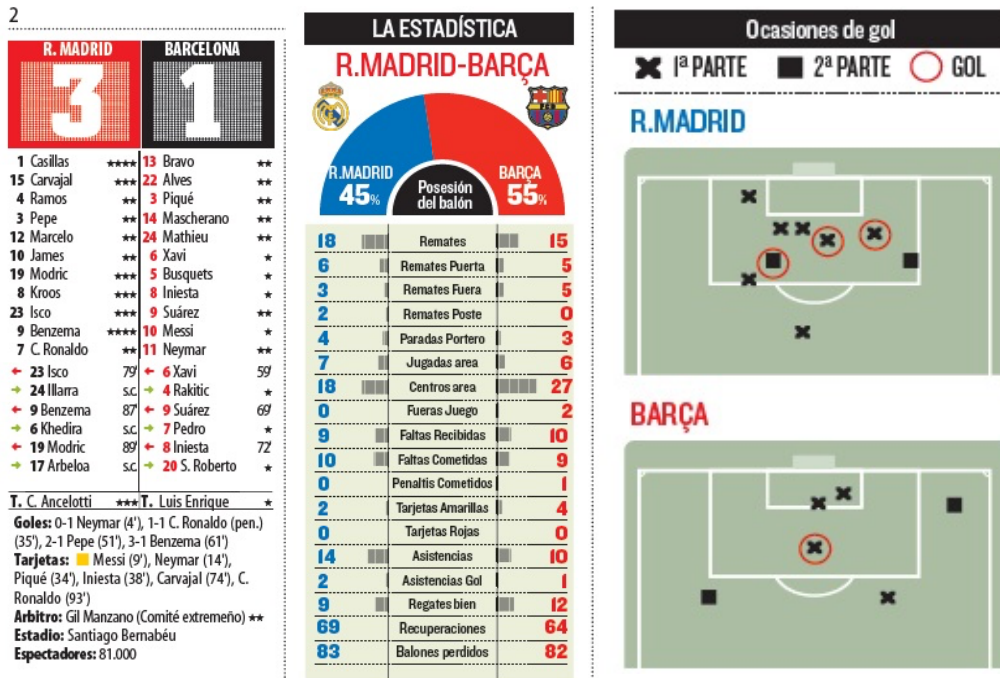 2
R. MADRID BARCELONA
3 1
1 Casillas ★★★★ 13 Bravo ★★
15 Carvajal ★★★ 22 Alves ★★
4 Ramos ★★ 3 Piqué ★★
3 Pepe ★★ 14 Mascherano ★★
12 Marcelo ★★ 24 Mathieu ★★
10 James ★★ 6 Xavi ★
19 Modric ★★★ 5 Busquets ★
8 Kroos ★★★ 8 Iniesta ★
23 Isco ★★★ 9 Suárez ★★
9 Benzema ★★★★ 10 Messi ★
7 C. Ronaldo ★★ 11 Neymar ★★
← 23 Isco 79' ← 6 Xavi 59'
→ 24 Illarra s.c. → 4 Rakitic ★
← 9 Benzema 87' ← 9 Suárez 69'
→ 6 Khedira s.c. → 7 Pedro ★
← 19 Modric 89' ← 8 Iniesta 72'
→ 17 Arbeloa s.c. → 20 S. Roberto ★
T. C. Ancelotti ★★★ T. Luis Enrique ★
Goles: 0-1 Neymar (4'), 1-1 C. Ronaldo (pen.)
(35'), 2-1 Pepe (51'), 3-1 Benzema (61')
Tarjetas: Messi (9'), Neymar (14'),
Piqué (34'), Iniesta (38'), Carvajal (74'), C.
Ronaldo (93')
Arbitro: Gil Manzano (Comité extremeño) ★★
Estadio: Santiago Bernabéu
Espectadores: 81.000
LA ESTADÍSTICA
R.MADRID-BARÇA
R.MADRID
45%
Posesión
del balón
BARÇA
55%
18 Remates 15
6 Remates Puerta 5
3 Remates Fuera 5
2 Remates Poste 0
4 Paradas Portero 3
7 Jugadas area 6
18 Centros area 27
0 Fueras Juego 2
9 Faltas Recibidas 10
10 Faltas Cometidas 9
0 Penaltis Cometidos 1
2 Tarjetas Amarillas 4
0 Tarjetas Rojas 0
14 Asistencias 10
2 Asistencias Gol 1
9 Regates bien 12
69 Recuperaciones 64
83 Balones perdidos 82
Ocasiones de gol
1ª PARTE 2ª PARTE GOL
R.MADRID
BARÇA